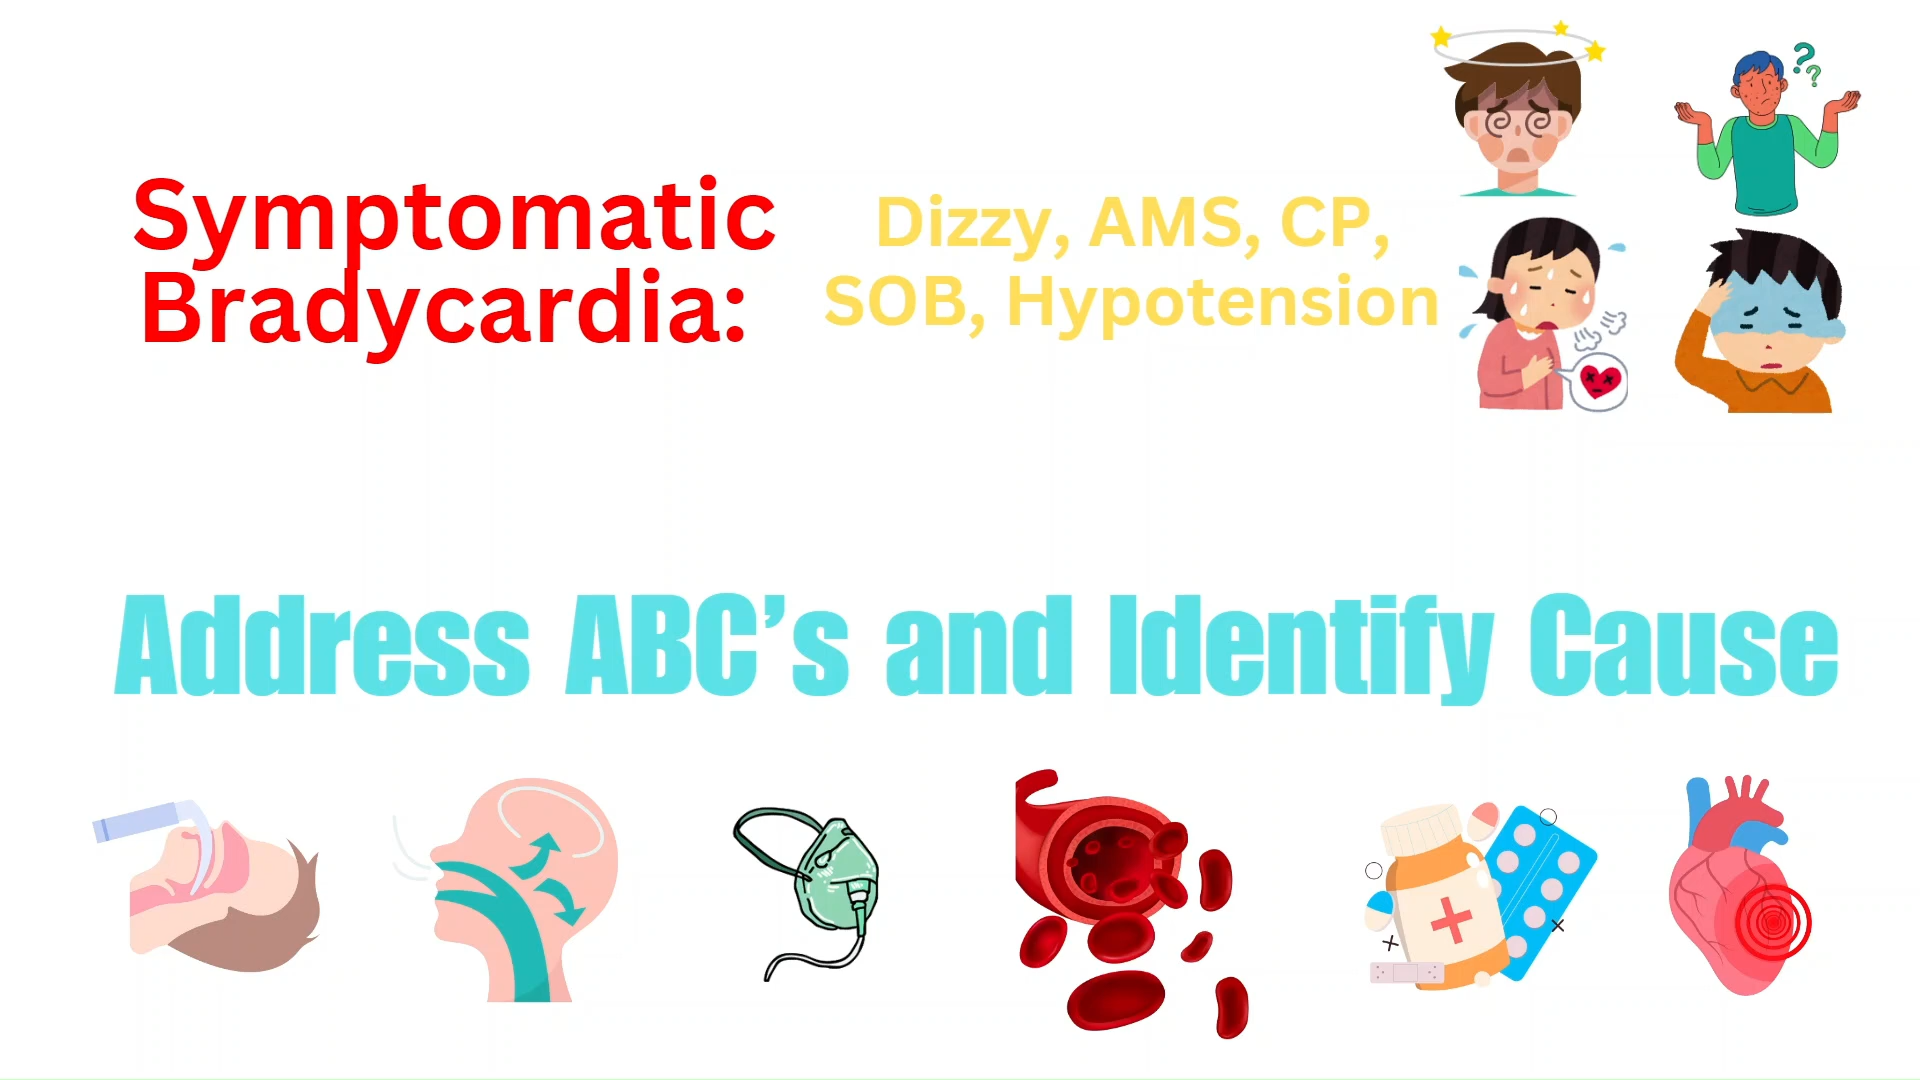 Symptomatic
Bradycardia:
Dizzy, AMS, CP,
SOB, Hypotension
? ?
Address ABC's and Identify Cause